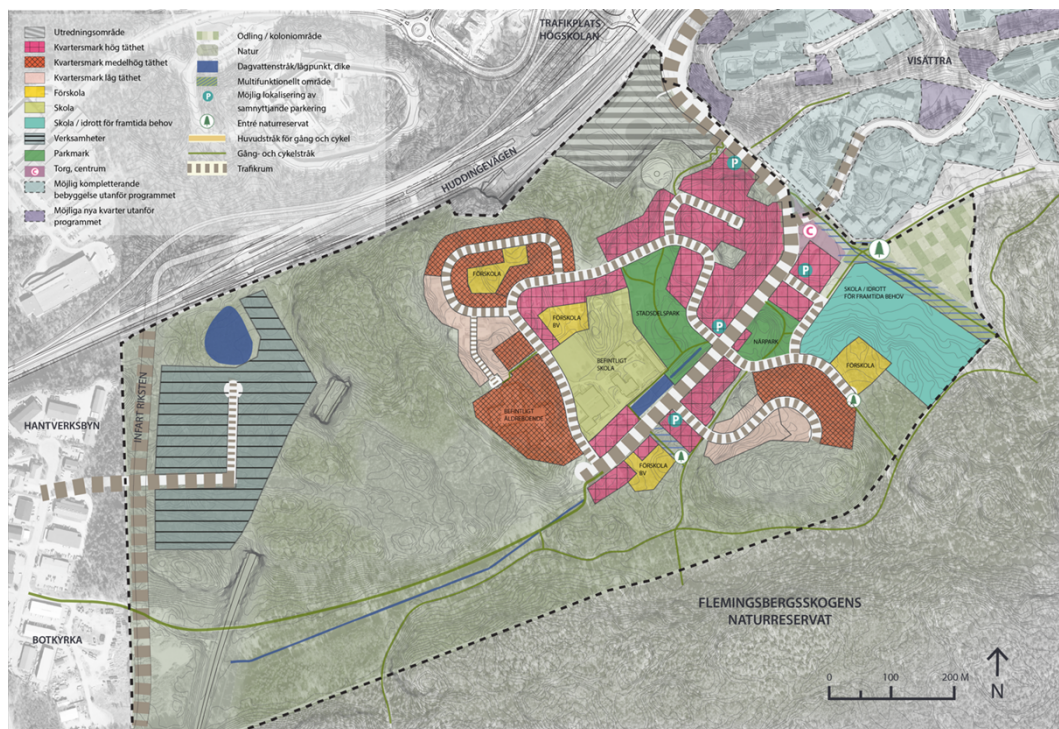 Utredningsområde
Kvartersmark hög täthet
Kvartersmark medelhög täthet
Kvartersmark låg täthet
Förskola
Skola
Skola / idrott för framtida behov
Verksamheter
Parkmark
C
Torg, centrum
Möjlig kompletterande
bebyggelse utanför programmet
Möjliga nya kvarter utanför
programmet
Odling / koloniområde
Natur
Dagvattenstråk/lågpunkt, dike
Multifunktionellt område
P
Möjlig lokalisering av
samnyttjande parkering
Entré naturreservat
Huvudstråk för gång och cykel
Gång- och cykelstråk
Trafikrum
TRAFIKPLATS
HÖGSKOLAN
VISÄTTRA
HUDDINGEVÄGEN
P
C
P
FÖRSKOLA
SKOLA / IDROTT
FÖR FRAMTIDA BEHOV
STADSDELSPARK
FÖRSKOLA
BV
P
NÄRPARK
BEFINTLIGT
SKOLA
FÖRSKOLA
INFART RIKSTEN
HANTVERKSBYN
BEFINTLIGT
ÄLDREBOENDE
P
FÖRSKOLA
BV
FLEMINGSBERGSSKOGENS
NATURRESERVAT
BOTKYRKA
0 100 200 M
N